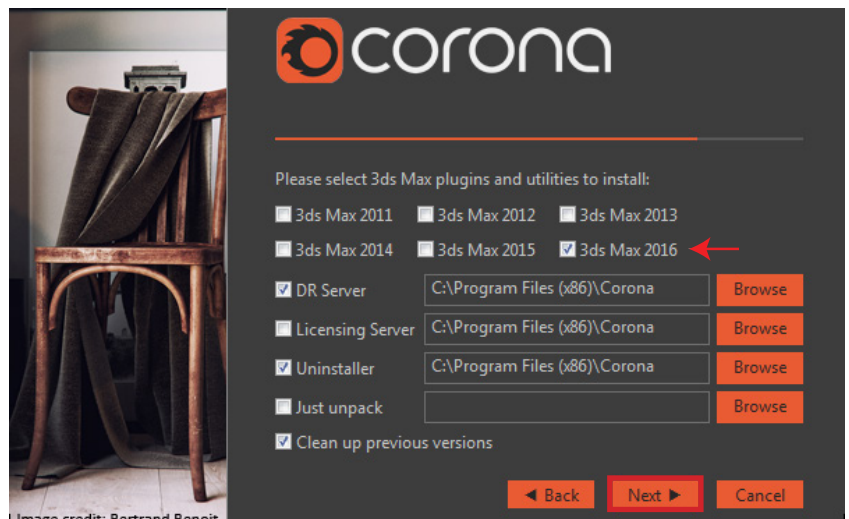 corona
Please select 3ds Max plugins and utilities to install:
3ds Max 2011 3ds Max 2012 3ds Max 2013
3ds Max 2014 3ds Max 2015 3ds Max 2016
DR Server C:\Program Files (x86)\Corona Browse
Licensing Server C:\Program Files (x86)\Corona Browse
Uninstaller C:\Program Files (x86)\Corona Browse
Just unpack Browse
Clean up previous versions
◄ Back Next ► Cancel
Image credit: Bertrand Benoit